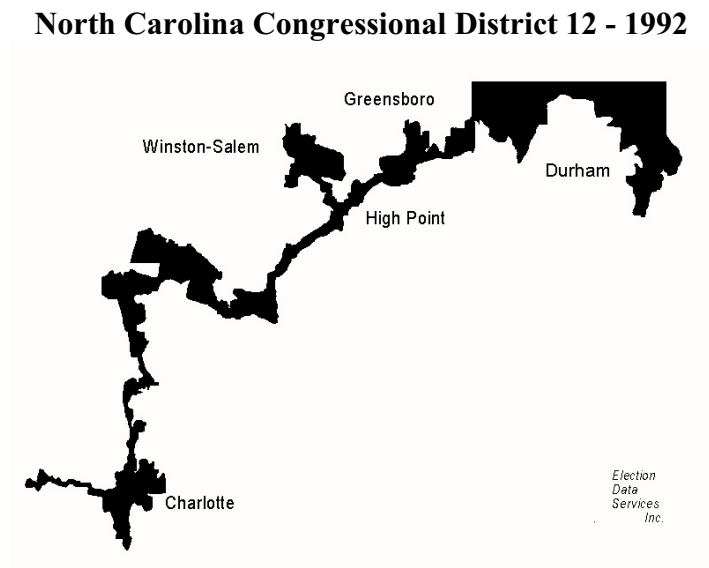 North Carolina Congressional District 12 - 1992
Greensboro
Winston-Salem
Durham
High Point
Charlotte
Election
Data
Services
. Inc.